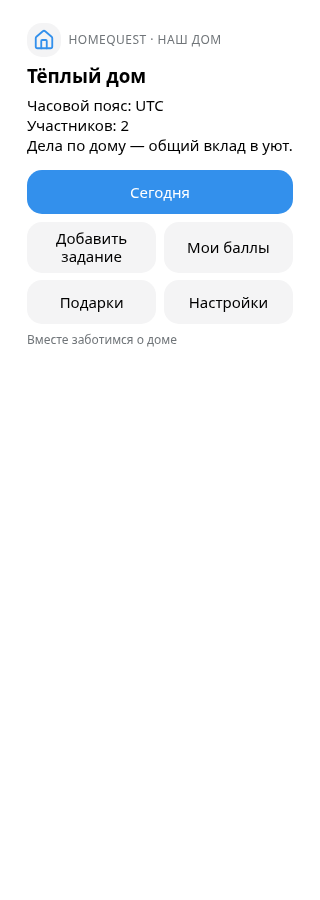 HOMEQUEST · НАШ ДОМ
Тёплый дом
Часовой пояс: UTC
Участников: 2
Дела по дому — общий вклад в уют.
Сегодня
Добавить
задание
Мои баллы
Подарки
Настройки
Вместе заботимся о доме